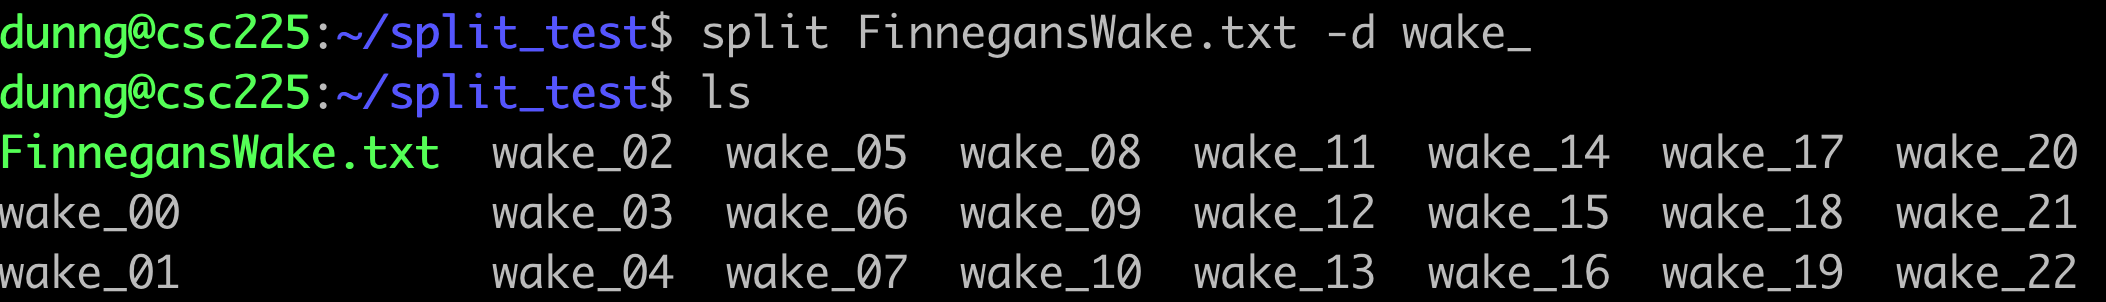 dunng@csc225:~/split_test$ split FinnegansWake.txt -d wake_
dunng@csc225:~/split_test$ ls
FinnegansWake.txt  wake_02  wake_05  wake_08  wake_11  wake_14  wake_17  wake_20
wake_00            wake_03  wake_06  wake_09  wake_12  wake_15  wake_18  wake_21
wake_01            wake_04  wake_07  wake_10  wake_13  wake_16  wake_19  wake_22